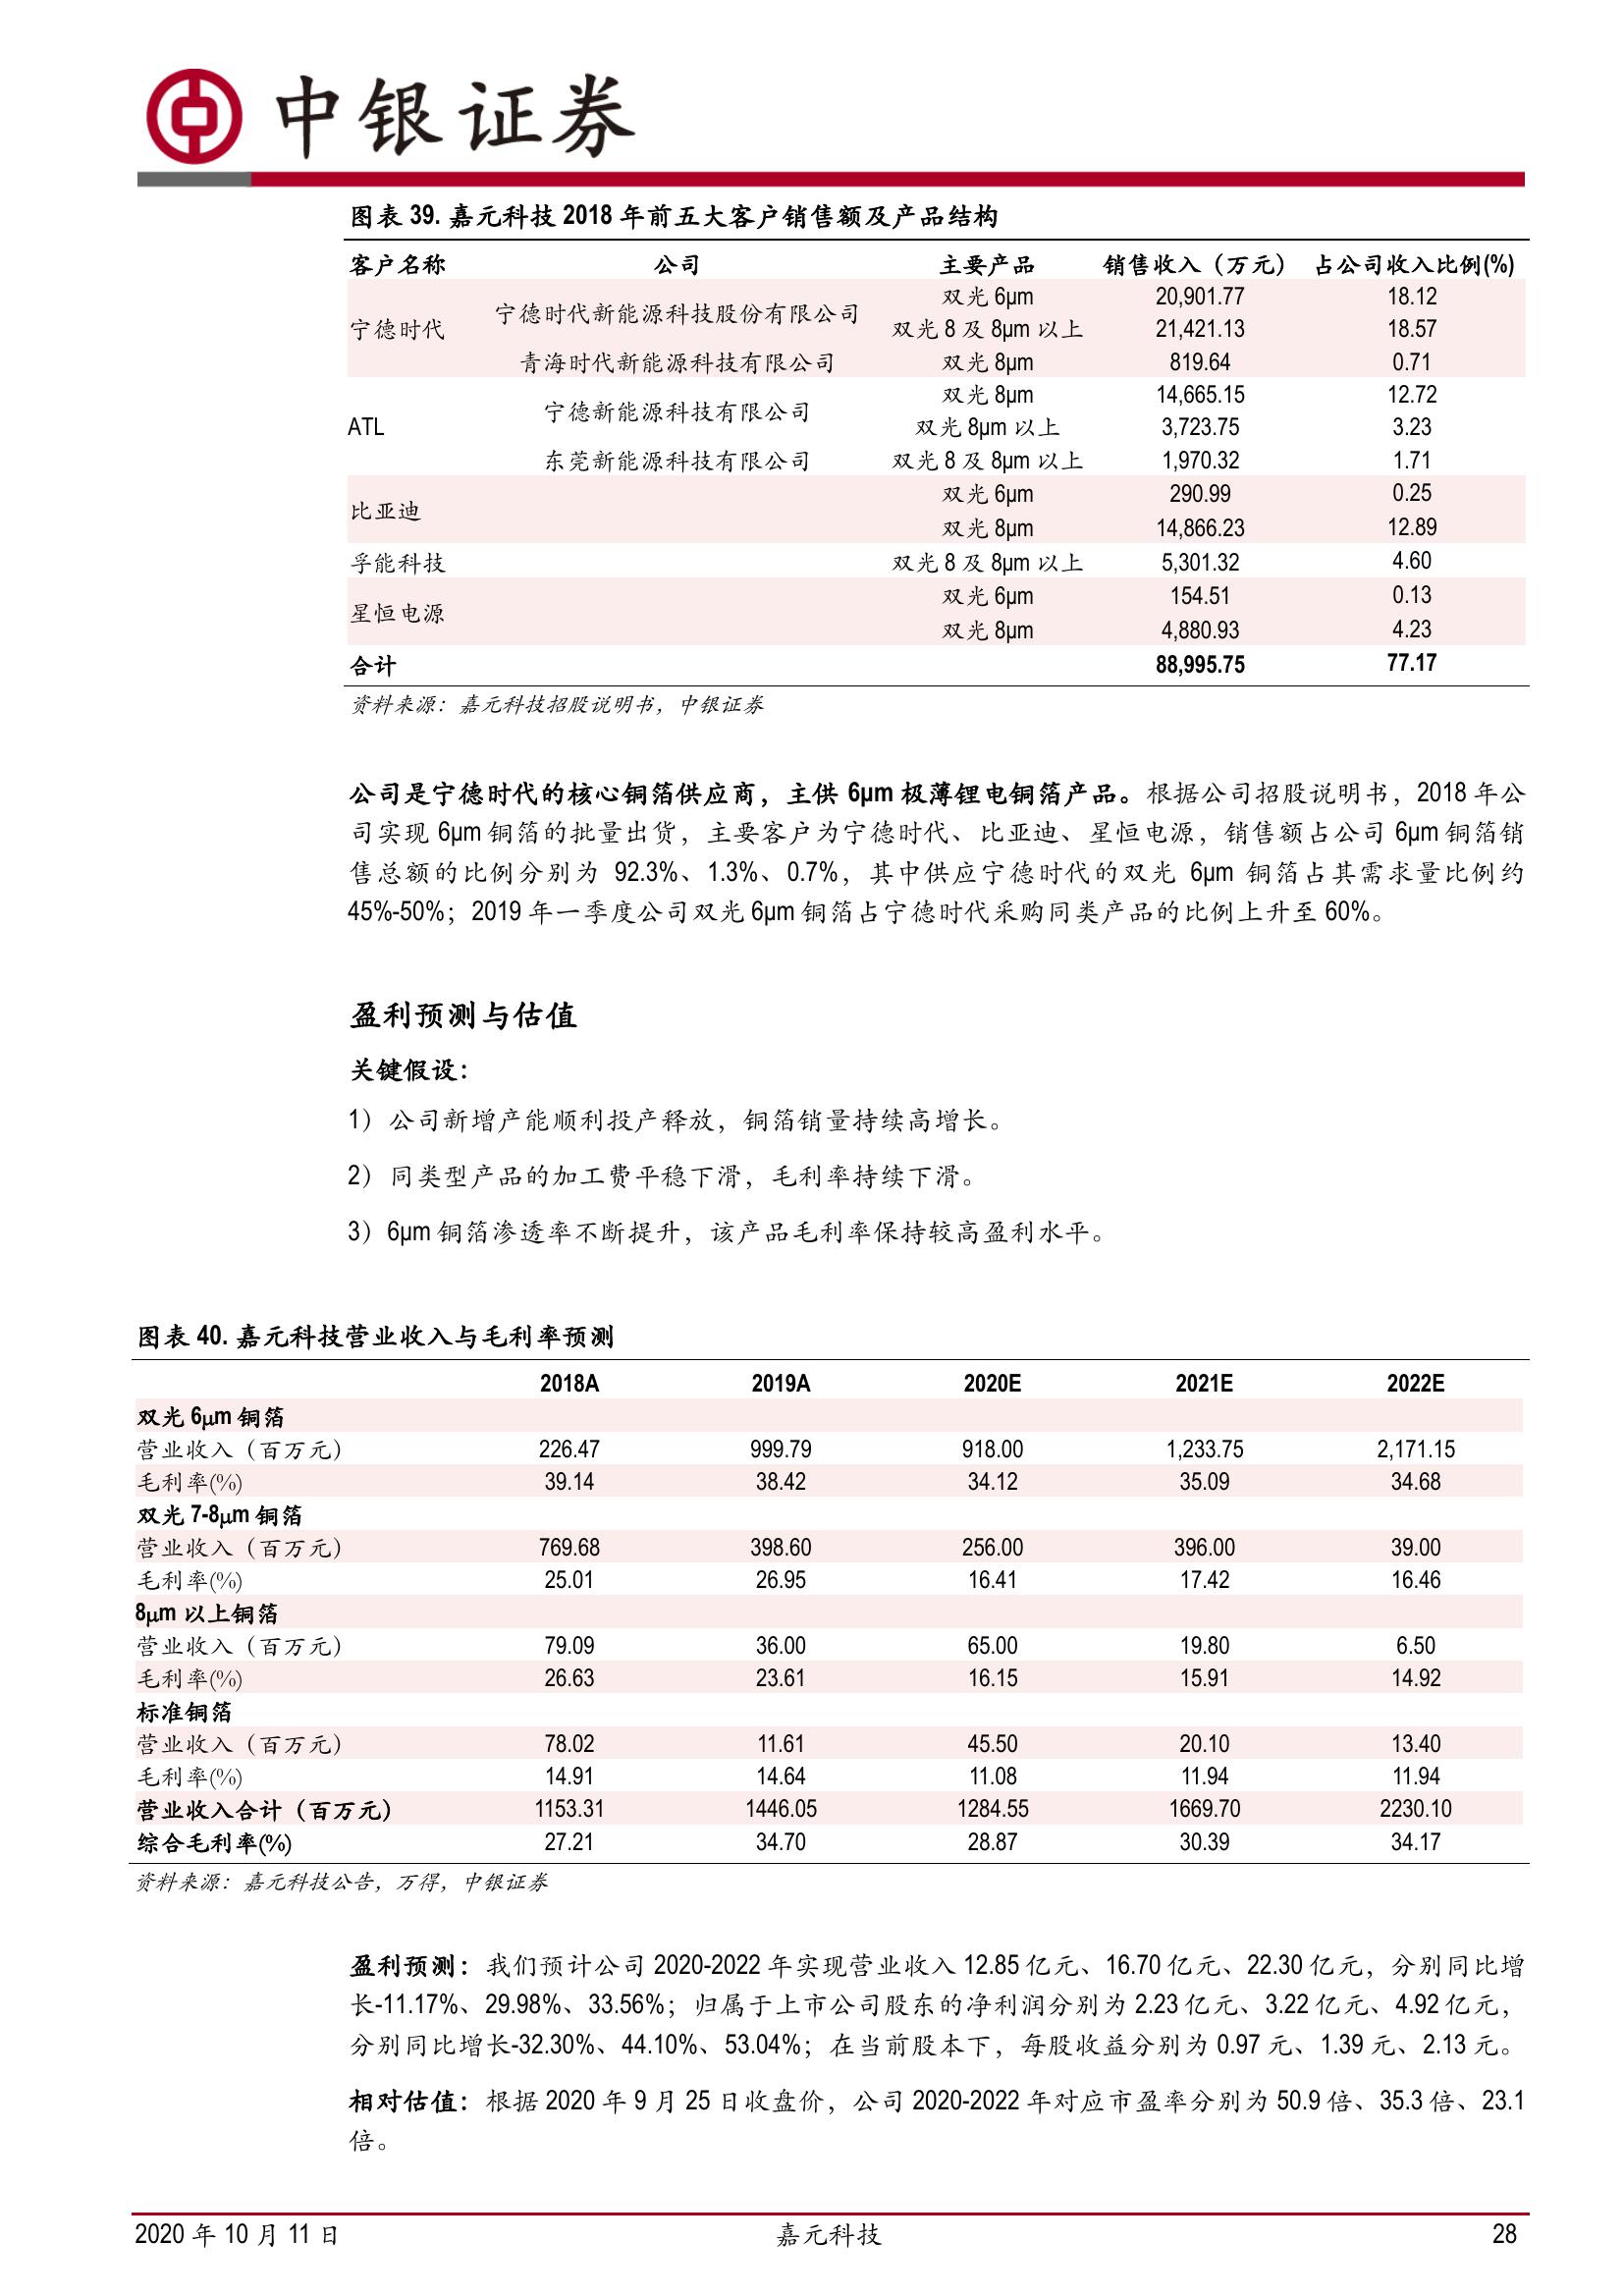 中银证券
图表 39. 嘉元科技 2018 年前五大客户销售额及产品结构
客户名称 公司 主要产品 销售收入（万元） 占公司收入比例(%)
宁德时代 宁德时代新能源科技股份有限公司 双光 6μm 20,901.77 18.12
双光 8 及 8μm 以上 21,421.13 18.57
青海时代新能源科技有限公司 双光 8μm 819.64 0.71
ATL 宁德新能源科技有限公司 双光 8μm 14,665.15 12.72
双光 8μm 以上 3,723.75 3.23
东莞新能源科技有限公司 双光 8 及 8μm 以上 1,970.32 1.71
比亚迪 双光 6μm 290.99 0.25
双光 8μm 14,866.23 12.89
孚能科技 双光 8 及 8μm 以上 5,301.32 4.60
星恒电源 双光 6μm 154.51 0.13
双光 8μm 4,880.93 4.23
合计 88,995.75 77.17
资料来源：嘉元科技招股说明书，中银证券
公司是宁德时代的核心铜箔供应商，主供 6μm 极薄锂电铜箔产品。根据公司招股说明书，2018 年公
司实现 6μm 铜箔的批量出货，主要客户为宁德时代、比亚迪、星恒电源，销售额占公司 6μm 铜箔销
售总额的比例分别为 92.3%、1.3%、0.7%，其中供应宁德时代的双光 6μm 铜箔占其需求量比例约
45%-50%；2019 年一季度公司双光 6μm 铜箔占宁德时代采购同类产品的比例上升至 60%。
盈利预测与估值
关键假设：
1）公司新增产能顺利投产释放，铜箔销量持续高增长。
2）同类型产品的加工费平稳下滑，毛利率持续下滑。
3）6μm 铜箔渗透率不断提升，该产品毛利率保持较高盈利水平。
图表 40. 嘉元科技营业收入与毛利率预测
2018A 2019A 2020E 2021E 2022E
双光 6μm 铜箔
营业收入（百万元） 226.47 999.79 918.00 1,233.75 2,171.15
毛利率(%) 39.14 38.42 34.12 35.09 34.68
双光 7-8μm 铜箔
营业收入（百万元） 769.68 398.60 256.00 396.00 39.00
毛利率(%) 25.01 26.95 16.41 17.42 16.46
8μm 以上铜箔
营业收入（百万元） 79.09 36.00 65.00 19.80 6.50
毛利率(%) 26.63 23.61 16.15 15.91 14.92
标准铜箔
营业收入（百万元） 78.02 11.61 45.50 20.10 13.40
毛利率(%) 14.91 14.64 11.08 11.94 11.94
营业收入合计（百万元） 1153.31 1446.05 1284.55 1669.70 2230.10
综合毛利率(%) 27.21 34.70 28.87 30.39 34.17
资料来源：嘉元科技公告，万得，中银证券
盈利预测：我们预计公司 2020-2022 年实现营业收入 12.85 亿元、16.70 亿元、22.30 亿元，分别同比增
长-11.17%、29.98%、33.56%；归属于上市公司股东的净利润分别为 2.23 亿元、3.22 亿元、4.92 亿元，
分别同比增长-32.30%、44.10%、53.04%；在当前股本下，每股收益分别为 0.97 元、1.39 元、2.13 元。
相对估值：根据 2020 年 9 月 25 日收盘价，公司 2020-2022 年对应市盈率分别为 50.9 倍、35.3 倍、23.1
倍。
2020 年 10 月 11 日 嘉元科技 28